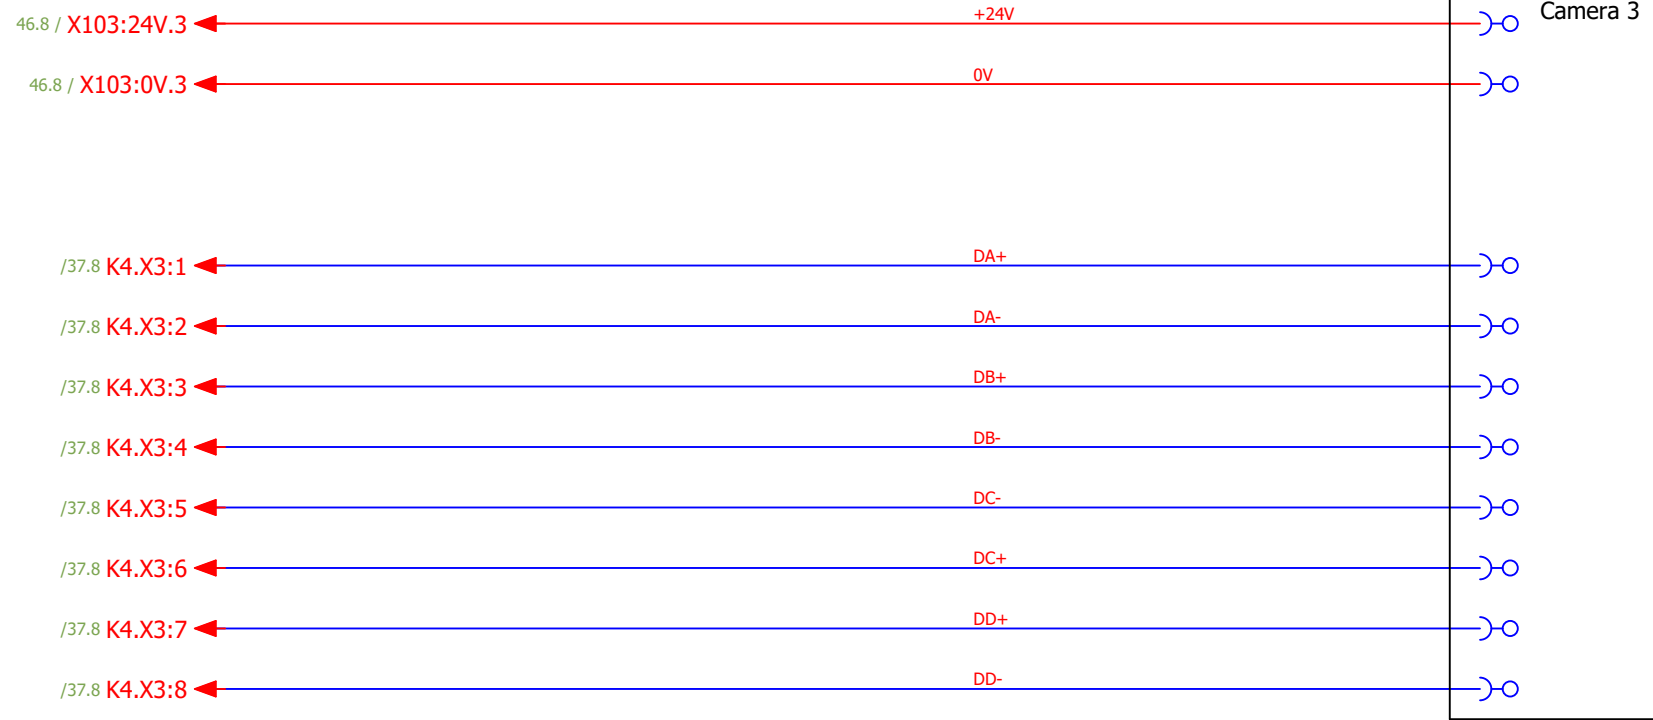 46.8 / X103:24V.3 +24V Camera 3
46.8 / X103:0V.3 0V
/37.8 K4.X3:1 DA+
/37.8 K4.X3:2 DA-
/37.8 K4.X3:3 DB+
/37.8 K4.X3:4 DB-
/37.8 K4.X3:5 DC-
/37.8 K4.X3:6 DC+
/37.8 K4.X3:7 DD+
/37.8 K4.X3:8 DD-